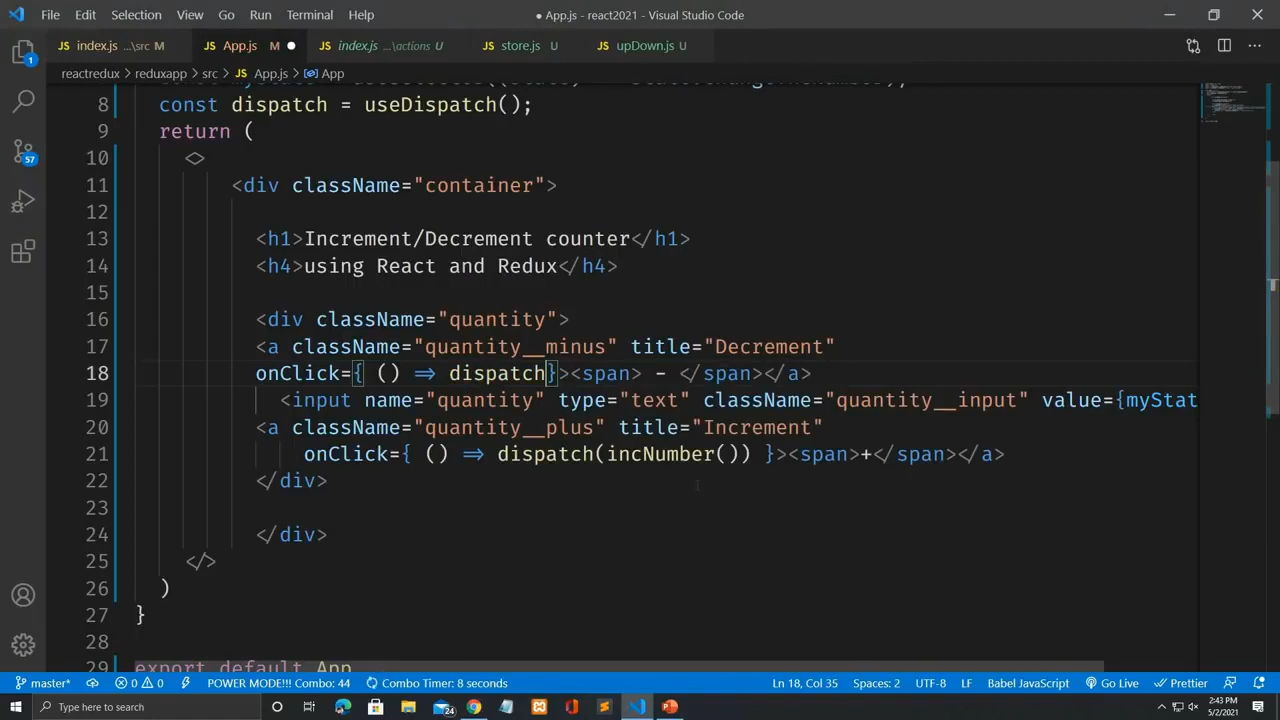 File Edit Selection View Go Run Terminal Help
● App.js - react2021 - Visual Studio Code
JS index.js ...\src M
JS App.js M ●
JS index.js ...\actions U
JS store.js U
JS upDown.js U
reactredux > reduxapp > src > JS App.js > App
8 const dispatch = useDispatch();
9 return (
10 <>
11 <div className="container">
12
13 <h1>Increment/Decrement counter</h1>
14 <h4>using React and Redux</h4>
15
16 <div className="quantity">
17 <a className="quantity__minus" title="Decrement"
18 onClick={ () => dispatch}><span> - </span></a>
19 <input name="quantity" type="text" className="quantity__input" value={myStat
20 <a className="quantity__plus" title="Increment"
21 onClick={ () => dispatch(incNumber()) }><span>+</span></a>
22 </div>
23
24 </div>
25 </>
26 )
27 }
28
29 export default App
1
57
master* 0 0 POWER MODE!!! Combo: 44 Combo Timer: 8 seconds Ln 18, Col 35 Spaces: 2 UTF-8 LF Babel JavaScript Go Live Prettier
Type here to search
24
2:43 PM
5/2/2021